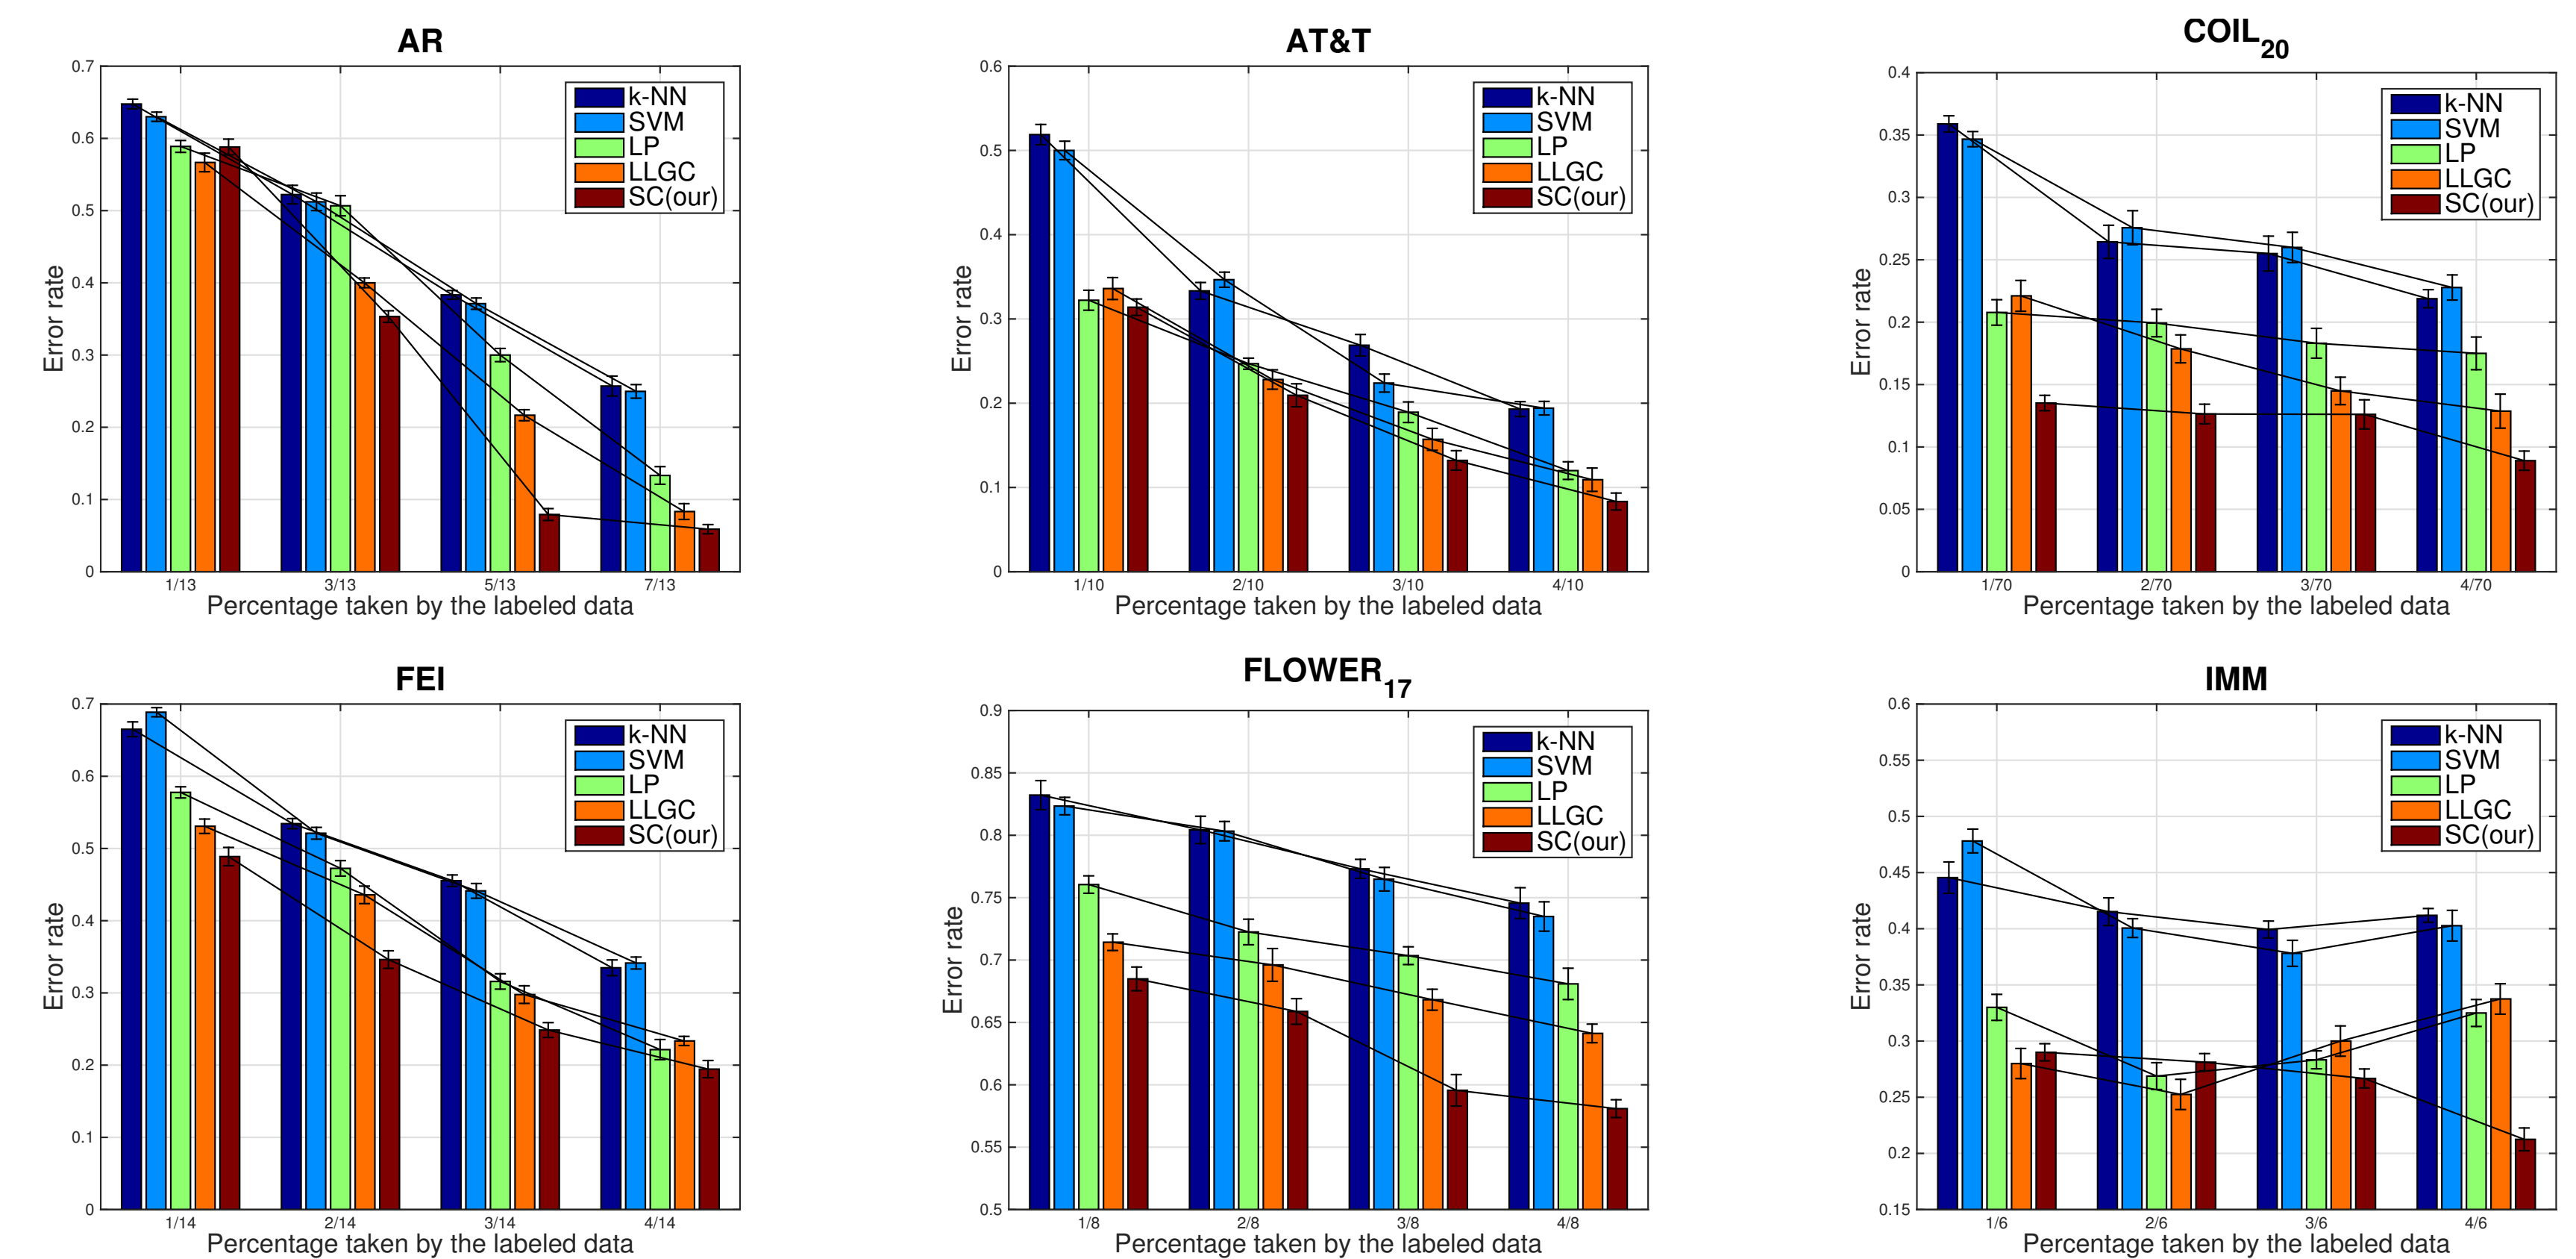 AR
0.7
0.6
0.5
0.4
0.3
0.2
0.1
0
Error rate
k-NN
SVM
LP
LLGC
SC(our)
1/13 3/13 5/13 7/13
Percentage taken by the labeled data
AT&T
0.6
0.5
0.4
0.3
0.2
0.1
0
Error rate
k-NN
SVM
LP
LLGC
SC(our)
1/10 2/10 3/10 4/10
Percentage taken by the labeled data
COIL20
0.4
0.35
0.3
0.25
0.2
0.15
0.1
0.05
0
Error rate
k-NN
SVM
LP
LLGC
SC(our)
1/70 2/70 3/70 4/70
Percentage taken by the labeled data
FEI
0.7
0.6
0.5
0.4
0.3
0.2
0.1
0
Error rate
k-NN
SVM
LP
LLGC
SC(our)
1/14 2/14 3/14 4/14
Percentage taken by the labeled data
FLOWER17
0.9
0.85
0.8
0.75
0.7
0.65
0.6
0.55
0.5
Error rate
k-NN
SVM
LP
LLGC
SC(our)
1/8 2/8 3/8 4/8
Percentage taken by the labeled data
IMM
0.6
0.55
0.5
0.45
0.4
0.35
0.3
0.25
0.2
0.15
Error rate
k-NN
SVM
LP
LLGC
SC(our)
1/6 2/6 3/6 4/6
Percentage taken by the labeled data